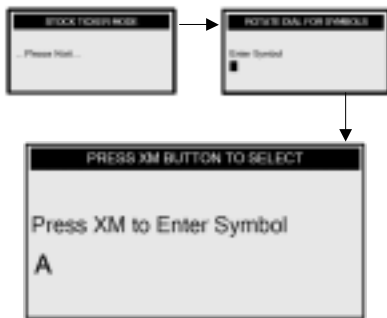 STOCK TICKER MODE
...Please Wait...
ROTATE DIAL FOR SYMBOLS
Enter Symbol
PRESS XM BUTTON TO SELECT
Press XM to Enter Symbol
A